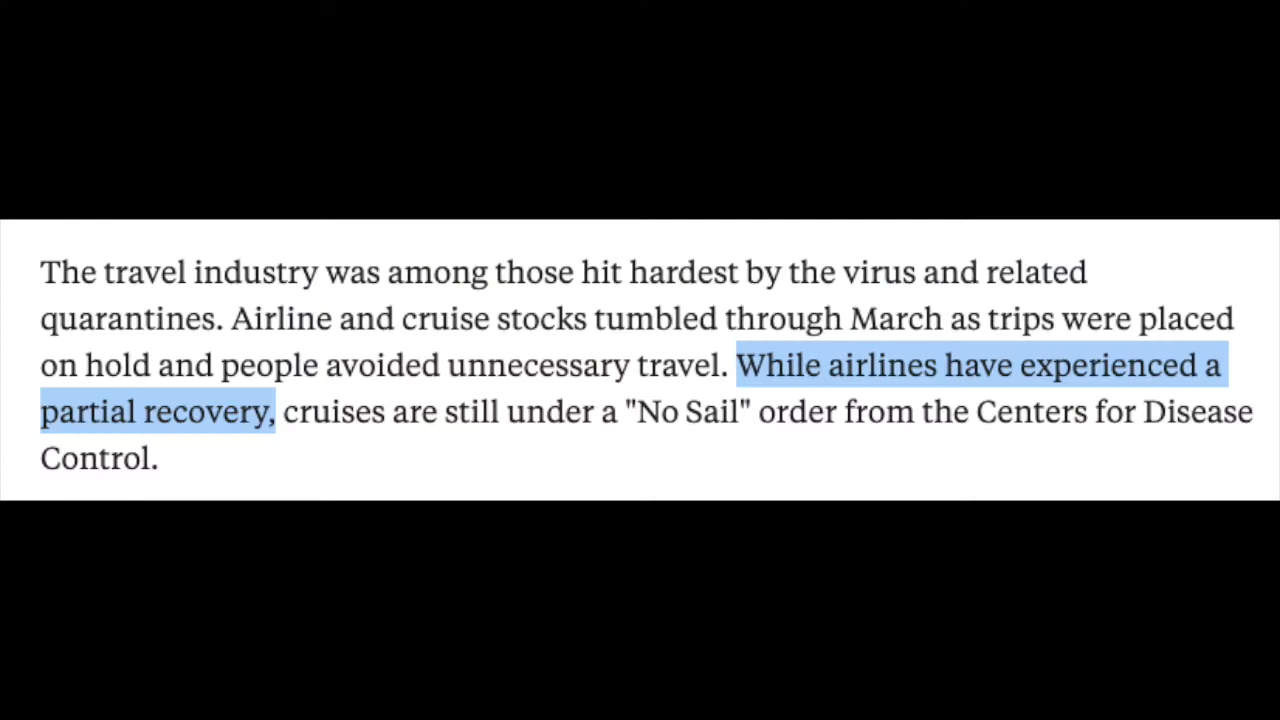 The travel industry was among those hit hardest by the virus and related
quarantines. Airline and cruise stocks tumbled through March as trips were placed
on hold and people avoided unnecessary travel. While airlines have experienced a
partial recovery, cruises are still under a "No Sail" order from the Centers for Disease
Control.